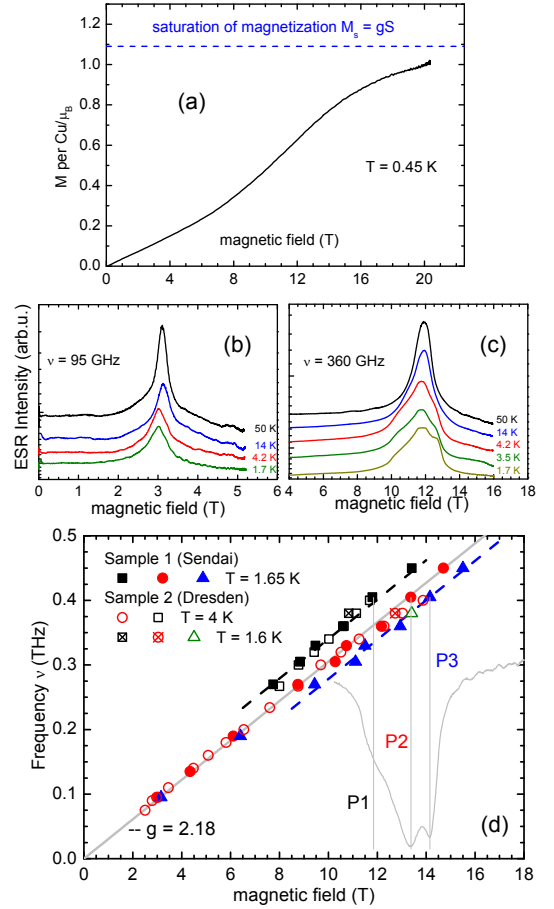 saturation of magnetization Mₛ = gS
1.2
1.0
0.8
0.6
0.4
0.2
0.0
M per Cu/μ_B
(a)
T = 0.45 K
magnetic field (T)
0 4 8 12 16 20
ESR Intensity (arb.u.)
(b)
ν = 95 GHz
50 K
14 K
4.2 K
1.7 K
0 1 2 3 4 5 6
magnetic field (T)
(c)
ν = 360 GHz
50 K
14 K
4.2 K
3.5 K
1.7 K
4 6 8 10 12 14 16 18
magnetic field (T)
0.5
0.4
0.3
0.2
0.1
0.0
Frequency ν (THz)
Sample 1 (Sendai)
T = 1.65 K
Sample 2 (Dresden)
T = 4 K
T = 1.6 K
P3
P2
P1
-- g = 2.18
(d)
0 2 4 6 8 10 12 14 16 18
magnetic field (T)